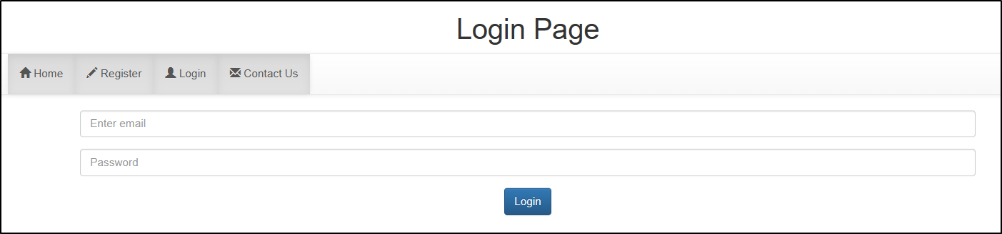 Login Page
Home Register Login Contact Us
Enter email
Password
Login